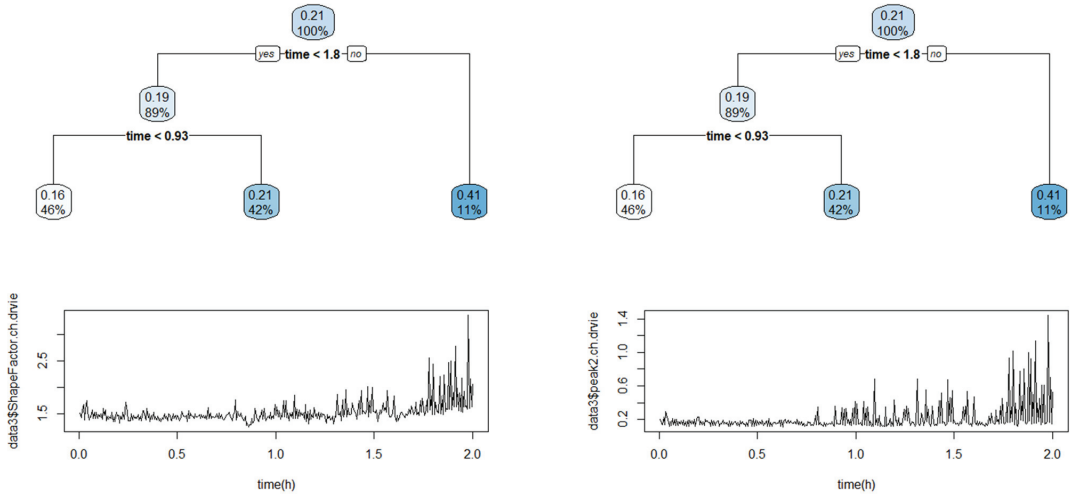 0.21
100%
yes time < 1.8 no
0.19
89%
time < 0.93
0.16
46%
0.21
42%
0.41
11%
0.21
100%
yes time < 1.8 no
0.19
89%
time < 0.93
0.16
46%
0.21
42%
0.41
11%
data3$ShapeFactor.ch.drvie
2.5
1.5
0.0 0.5 1.0 1.5 2.0
time(h)
data3$peak2.ch.drvie
1.4
1.0
0.6
0.2
0.0 0.5 1.0 1.5 2.0
time(h)